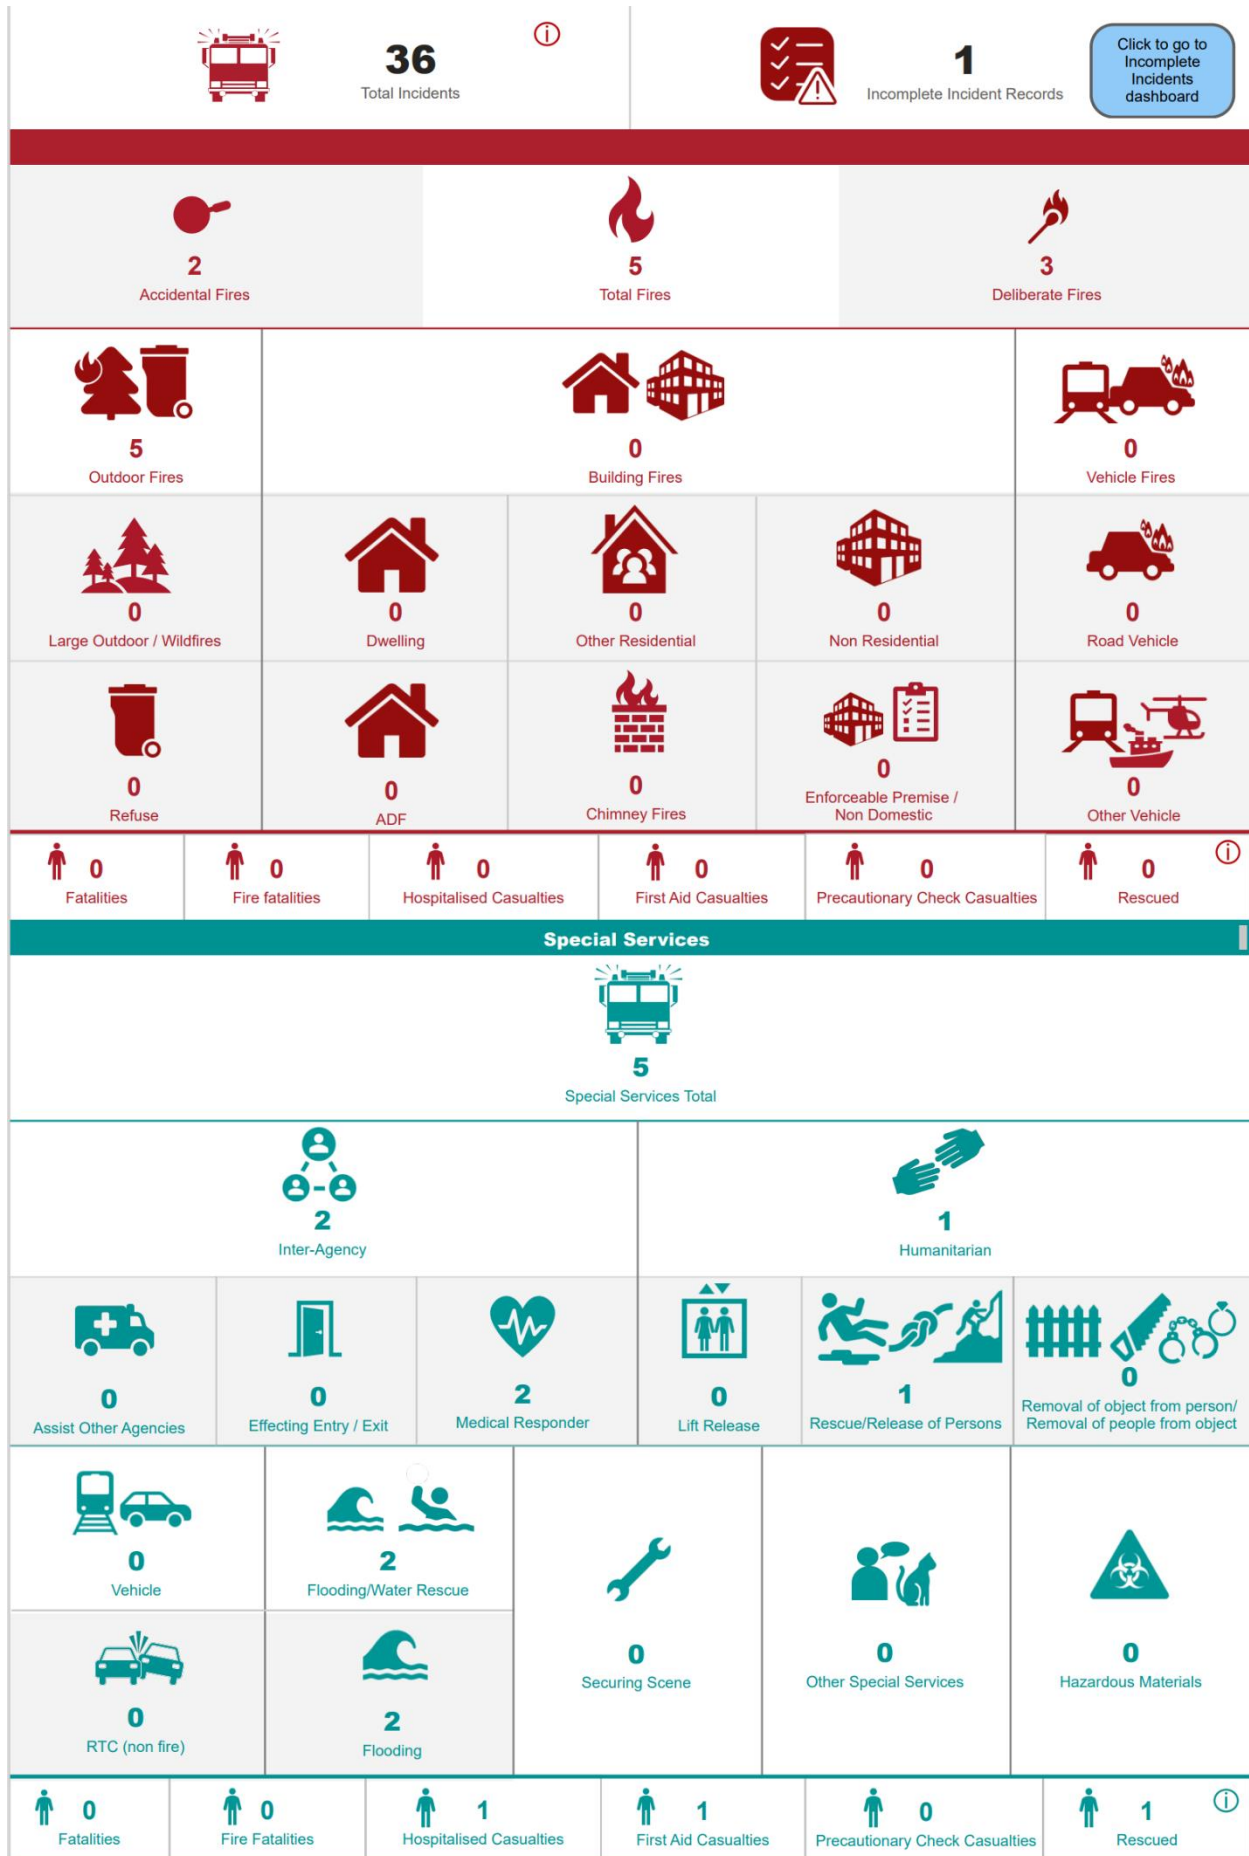 36
Total Incidents
1
Incomplete Incident Records
Click to go to
Incomplete
Incidents
dashboard
2
Accidental Fires
5
Total Fires
3
Deliberate Fires
5
Outdoor Fires
0
Building Fires
0
Vehicle Fires
0
Large Outdoor / Wildfires
0
Dwelling
0
Other Residential
0
Non Residential
0
Road Vehicle
0
Refuse
0
ADF
0
Chimney Fires
0
Enforceable Premise /
Non Domestic
0
Other Vehicle
0
Fatalities
0
Fire fatalities
0
Hospitalised Casualties
0
First Aid Casualties
0
Precautionary Check Casualties
0
Rescued
Special Services
5
Special Services Total
2
Inter-Agency
1
Humanitarian
0
Assist Other Agencies
0
Effecting Entry / Exit
2
Medical Responder
0
Lift Release
1
Rescue/Release of Persons
0
Removal of object from person/
Removal of people from object
0
Vehicle
2
Flooding/Water Rescue
0
Securing Scene
0
Other Special Services
0
Hazardous Materials
0
RTC (non fire)
2
Flooding
0
Fatalities
0
Fire Fatalities
1
Hospitalised Casualties
1
First Aid Casualties
0
Precautionary Check Casualties
1
Rescued